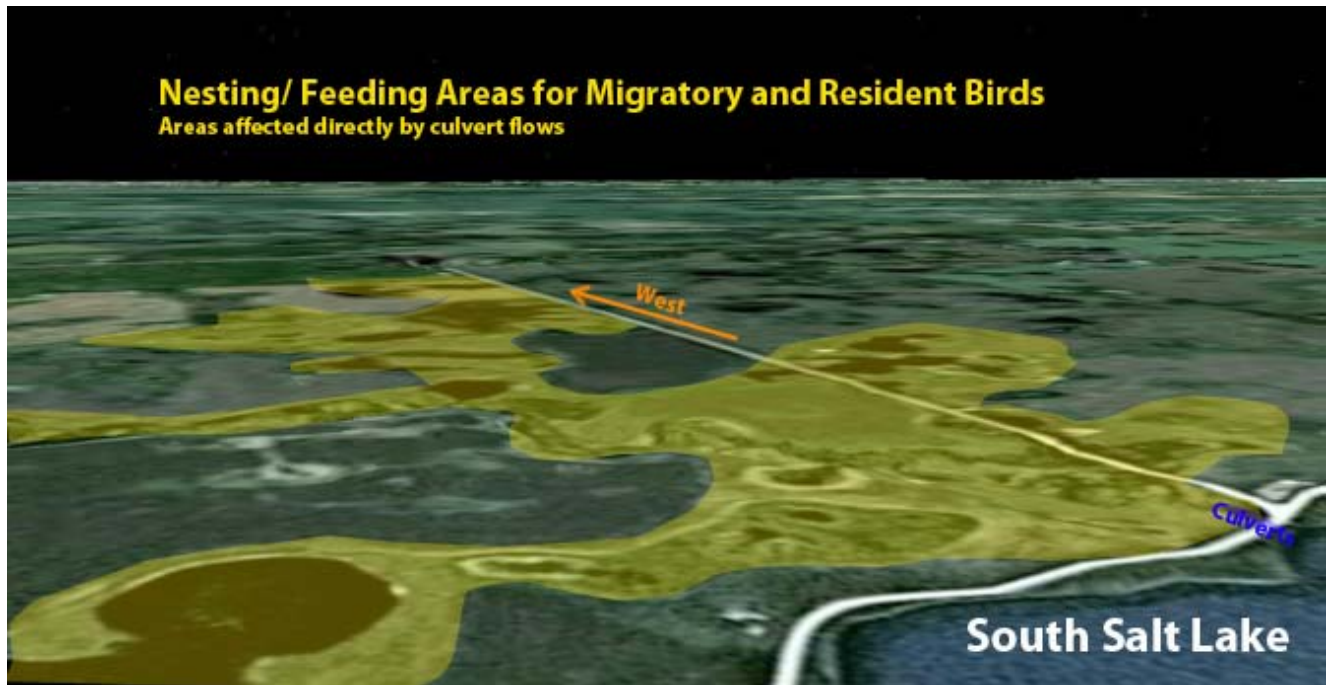 Nesting/ Feeding Areas for Migratory and Resident Birds
Areas affected directly by culvert flows
West
Culverts
South Salt Lake